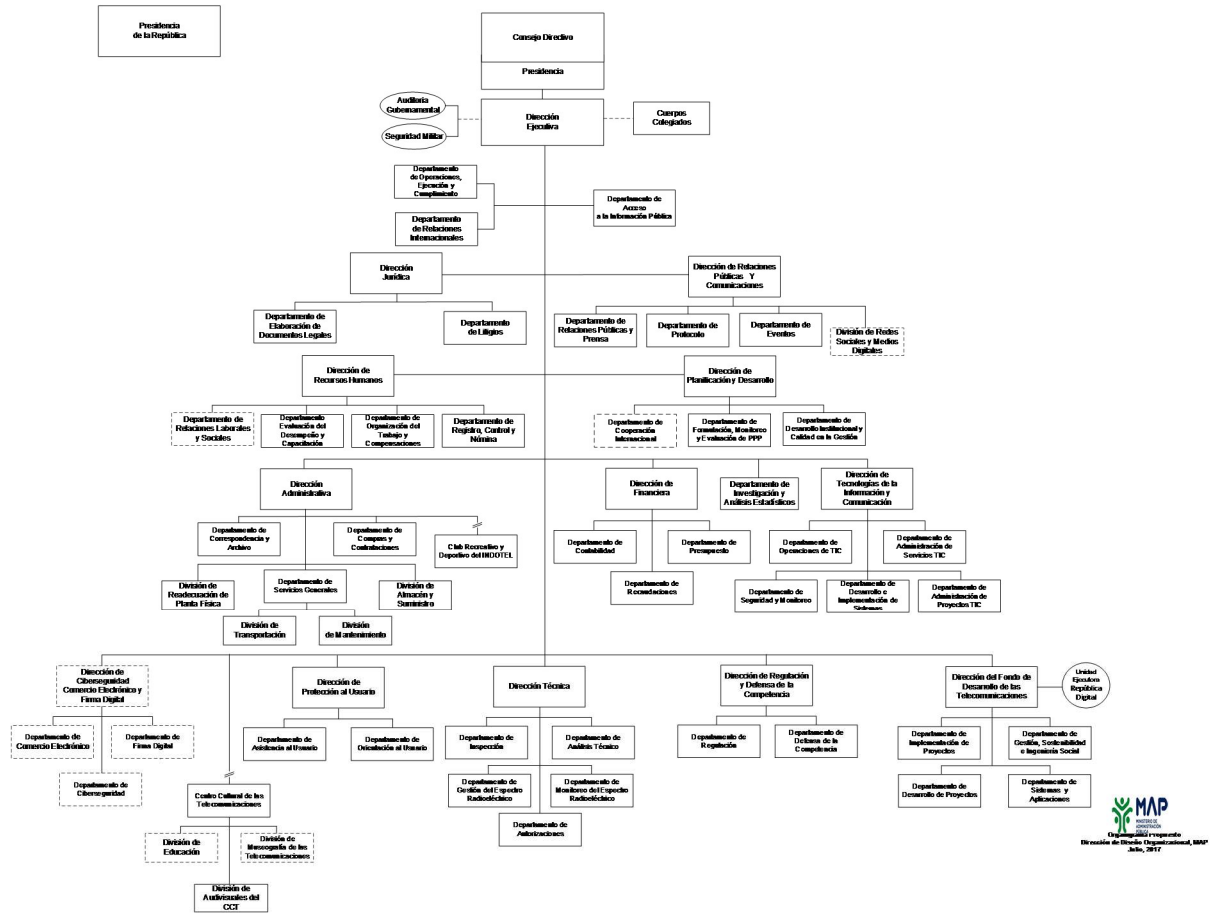 Presidencia
de la República
Consejo Directivo
Presidencia
Auditoria
Gubernamental
Seguridad Militar
Dirección
Ejecutiva
Cuerpos
Colegiados
Departamento
de Operaciones,
Ejecución y
Cumplimiento
Departamento
de Relaciones
Internacionales
Departamento de
Acceso
a la Información Pública
Dirección
Jurídica
Dirección de Relaciones
Públicas Y
Comunicaciones
Departamento de
Elaboración de
Documentos Legales
Departamento
de Litigios
Departamento de
Relaciones Públicas y
Prensa
Departamento de
Protocolo
Departamento de
Eventos
División de Redes
Sociales y Medios
Digitales
Dirección de
Recursos Humanos
Dirección de
Planificación y Desarrollo
Departamento de
Relaciones Laborales
y Sociales
Departamento
Evaluación del
Desempeño y
Capacitación
Departamento de
Organización del
Trabajo y
Compensaciones
Departamento de
Registro, Control y
Nómina
Departamento de
Cooperación
Internacional
Departamento de
Formulación, Monitoreo
y Evaluación de PPP
Departamento de
Desarrollo Institucional y
Calidad en la Gestión
Dirección
Administrativa
Dirección de
Financiera
Departamento de
Investigación y
Análisis Estadísticos
Dirección de
Tecnologías de la
Información y
Comunicación
Departamento de
Correspondencia y
Archivo
Departamento de
Compras y
Contrataciones
Club Recreativo y
Deportivo del INDOTEL
Departamento de
Contabilidad
Departamento de
Presupuesto
Departamento de
Operaciones de TIC
Departamento de
Administración de
Servicios TIC
División de
Readecuación de
Planta Física
Departamento de
Servicios Generales
División de
Almacén y
Suministro
Departamento de
Recaudaciones
Departamento de
Seguridad y Monitoreo
Departamento de
Desarrollo e
Implementación de
Sistemas
Departamento de
Administración de
Proyectos TIC
División de
Transportación
División
de Mantenimiento
Dirección de
Ciberseguridad
Comercio Electrónico y
Firma Digital
Dirección de
Protección al Usuario
Dirección Técnica
Dirección de Regulación
y Defensa de la
Competencia
Dirección del Fondo de
Desarrollo de las
Telecomunicaciones
Unidad
Ejecutora
República
Digital
Departamento de
Comercio Electrónico
Departamento de
Firma Digital
Departamento de
Asistencia al Usuario
Departamento de
Orientación al Usuario
Departamento de
Inspección
Departamento de
Análisis Técnico
Departamento de
Regulación
Departamento de
Defensa de la
Competencia
Departamento de
Implementación de
Proyectos
Departamento de
Gestión, Sostenibilidad
e Ingeniería Social
Departamento de
Ciberseguridad
Centro Cultural de las
Telecomunicaciones
Departamento de
Gestión del Espectro
Radioeléctrico
Departamento de
Monitoreo del Espectro
Radioeléctrico
Departamento de
Desarrollo de Proyectos
Departamento de
Sistemas y
Aplicaciones
Departamento de
Autorizaciones
División de
Educación
División de
Museografía de las
Telecomunicaciones
División de
Audivisuales del
CCT
MAP
MINISTERIO DE
ADMINISTRACIÓN
PÚBLICA
Organigrama Propuesto
Dirección de Diseño Organizacional, MAP
Julio, 2017